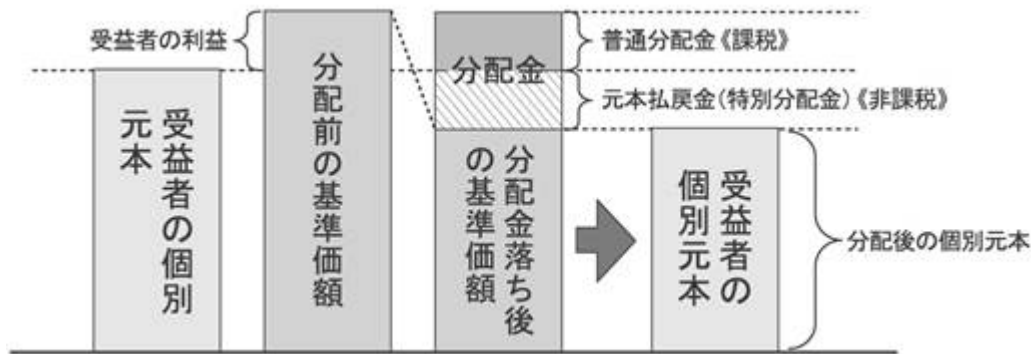 受益者の利益
普通分配金《課税》
分配金
元本払戻金(特別分配金)《非課税》
受益者の個別
元本
分配前の基準価額
分配金落ち後
の基準価額
受益者の
個別元本
分配後の個別元本